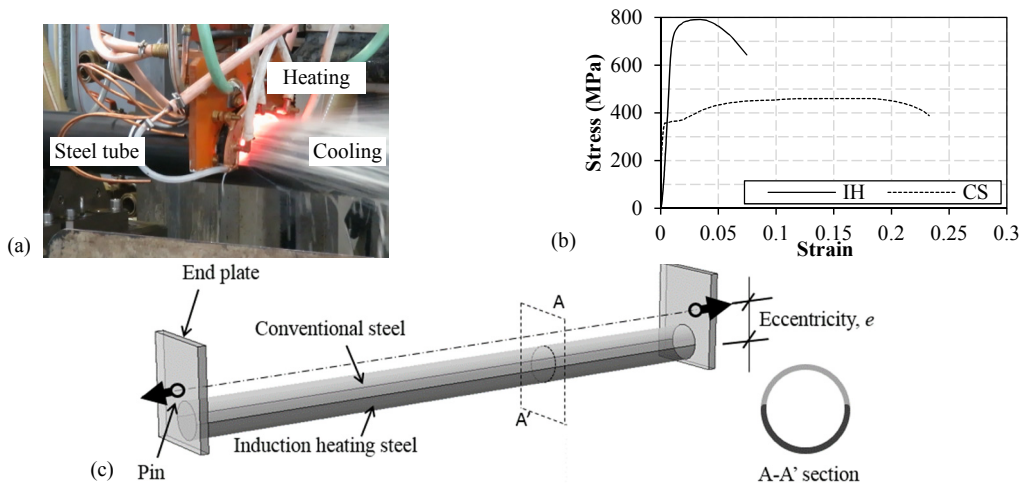 Heating
Steel tube
Cooling
(a)
Stress (MPa)
800
600
400
200
0
0 0.05 0.1 0.15 0.2 0.25 0.3
Strain
IH CS
(b)
End plate
Conventional steel
A
Eccentricity, e
A'
Induction heating steel
(c)
Pin
A-A' section